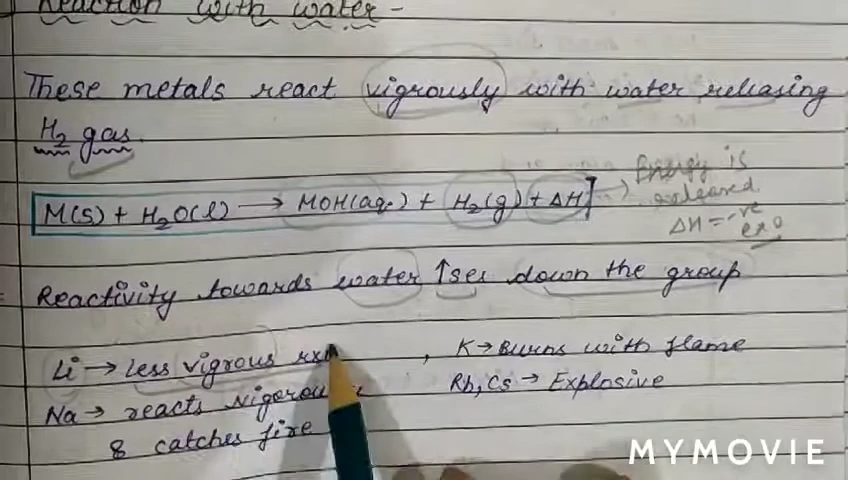 Reaction with water -
These metals react vigrously with water releasing
H2 gas.
M(s) + H2O(l) → MOH(aq.) + H2(g) + ΔH] → Energy is
released
ΔH = -ve
exo
Reactivity towards water ↑ses down the group
Li → less vigrous rxn , K → Burns with flame
Na → reacts vigorously Rb, Cs → Explosive
& catches fire
MYMOVIE